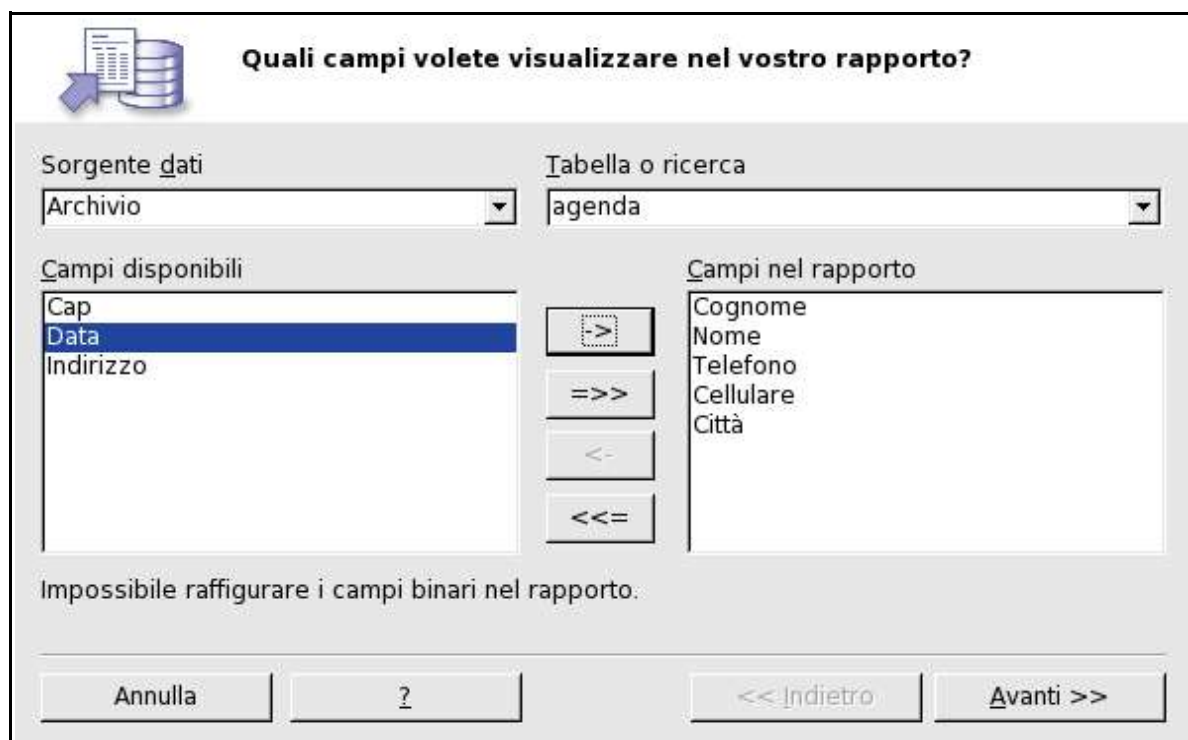 Quali campi volete visualizzare nel vostro rapporto?
Sorgente dati
Tabella o ricerca
Archivio
agenda
Campi disponibili
Campi nel rapporto
Cap
Data
Indirizzo
->
=>>
<-
<<=
Cognome
Nome
Telefono
Cellulare
Città
Impossibile raffigurare i campi binari nel rapporto.
Annulla
?
<< Indietro
Avanti >>